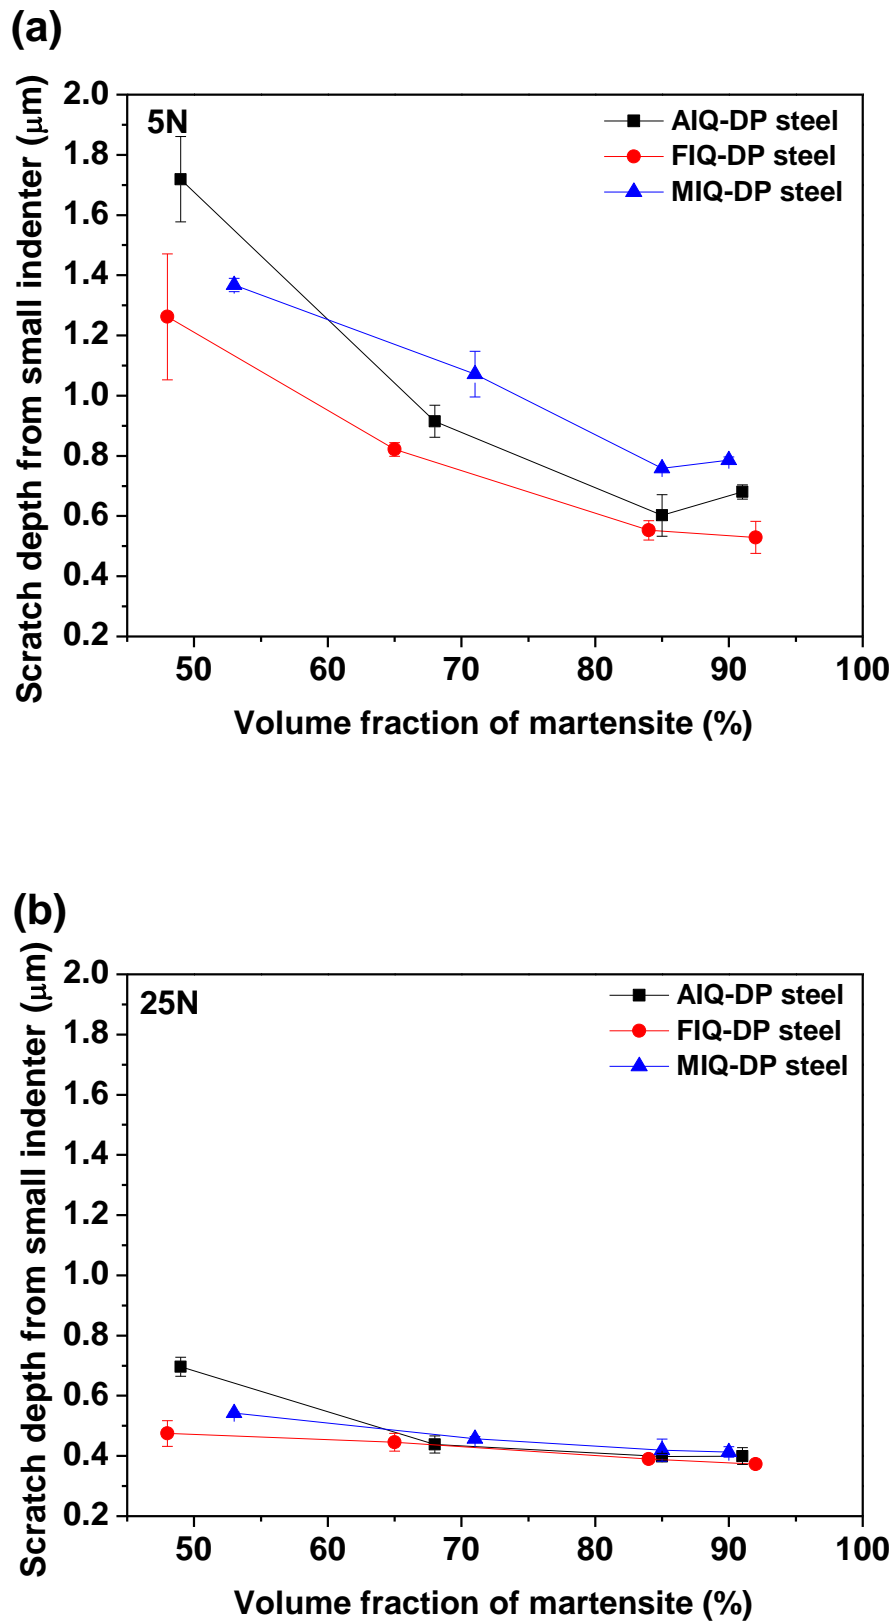 (a)
Scratch depth from small indenter (μm)
2.0
1.8
1.6
1.4
1.2
1.0
0.8
0.6
0.4
0.2
5N
AIQ-DP steel
FIQ-DP steel
MIQ-DP steel
50 60 70 80 90 100
Volume fraction of martensite (%)
(b)
Scratch depth from small indenter (μm)
2.0
1.8
1.6
1.4
1.2
1.0
0.8
0.6
0.4
0.2
25N
AIQ-DP steel
FIQ-DP steel
MIQ-DP steel
50 60 70 80 90 100
Volume fraction of martensite (%)